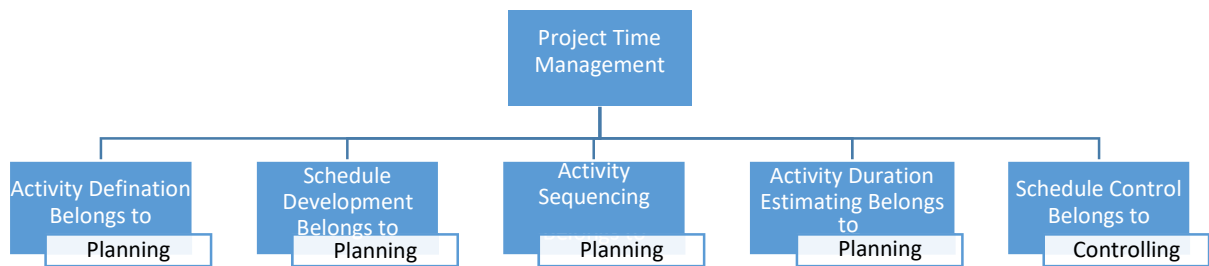 Project Time
Management
Activity Defination
Belongs to
Planning
Schedule
Development
Belongs to
Planning
Activity
Sequencing
Planning
Activity Duration
Estimating Belongs
to
Planning
Schedule Control
Belongs to
Controlling